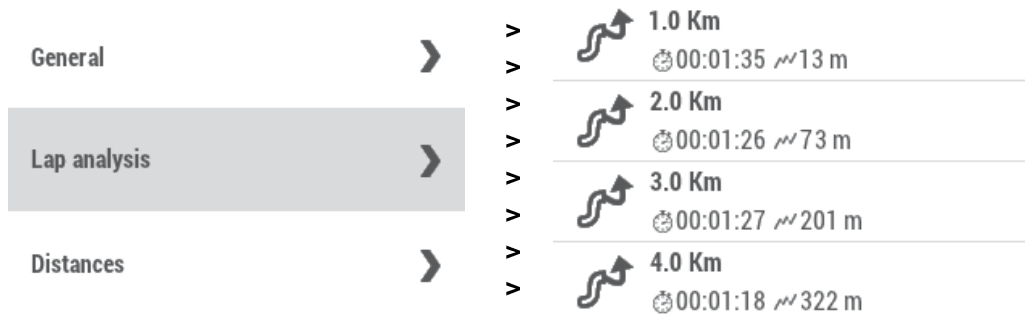 General
Lap analysis
Distances
>
>
>
>
>
>
>
>
1.0 Km
00:01:35 13 m
2.0 Km
00:01:26 73 m
3.0 Km
00:01:27 201 m
4.0 Km
00:01:18 322 m